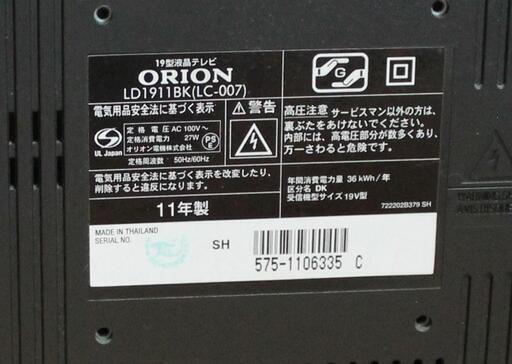 19型液晶テレビ
ORION
LD1911BK(LC-007)
電気用品安全法に基づく表示
UL Japan
定格電圧 AC 100V~
定格消費電力 27W
オリオン電機株式会社
定格周波数: 50Hz/60Hz
PS
E
電気用品安全法に基づく表示を改変したり、
削除すると違反になります。
11年製
警告
G
高圧注意 サービスマン以外の方は、
裏ぶたをあけないでください。
内部には、高電圧部分が数多くあり、
万一さわると危険です。
年間消費電力量: 36 kWh/年
区分名 DK
受信機型サイズ 19V型
722202B379 SH
MADE IN THAILAND
SERIAL NO.
SH
575-1106335 C